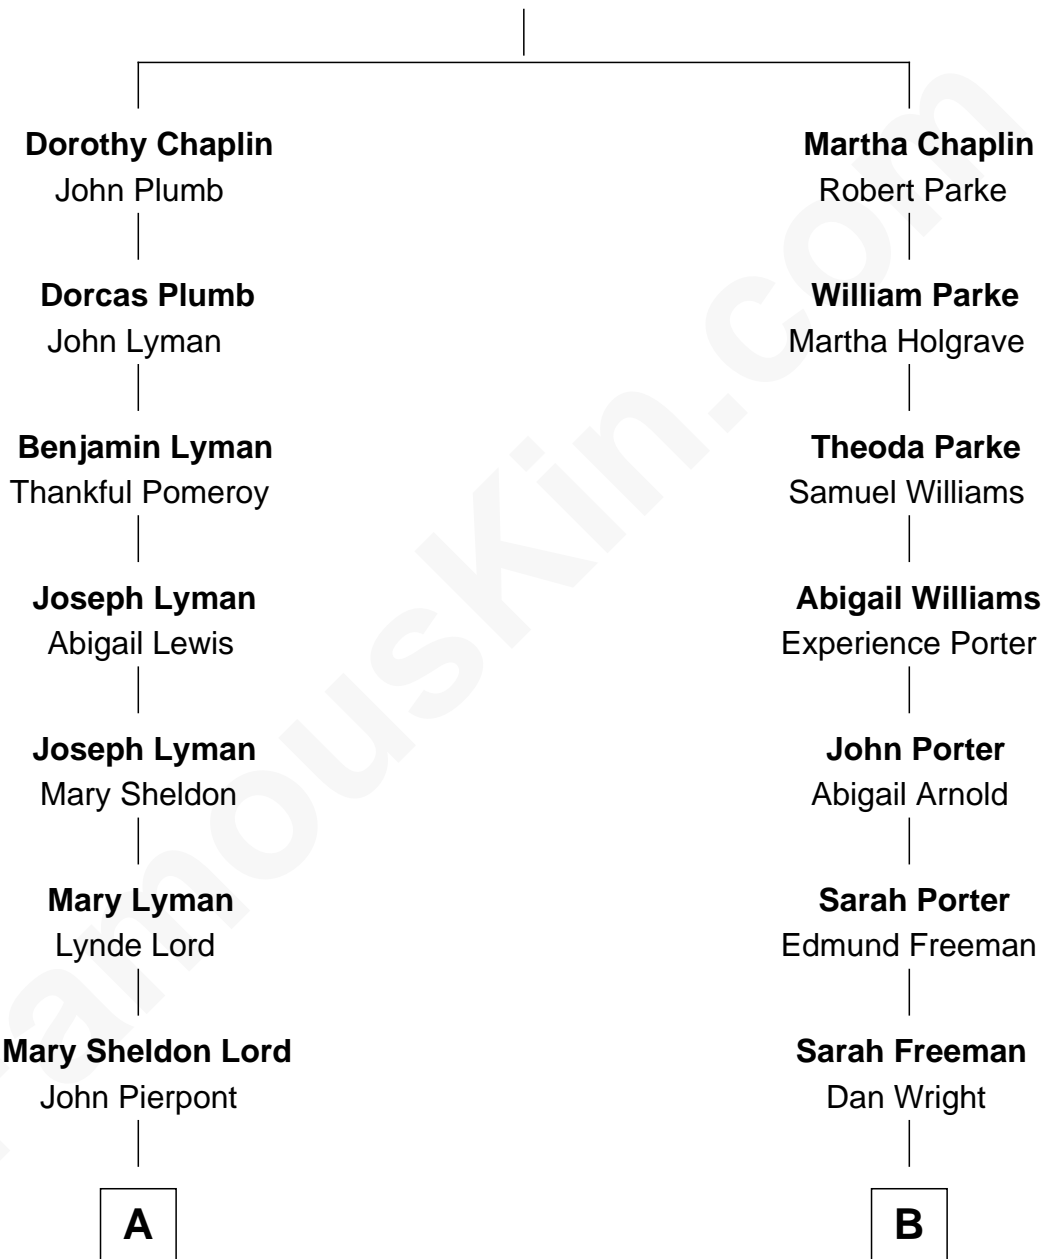 Dorothy Chaplin
John Plumb
Dorcas Plumb
John Lyman
Benjamin Lyman
Thankful Pomeroy
Joseph Lyman
Abigail Lewis
Joseph Lyman
Mary Sheldon
Mary Lyman
Lynde Lord
Mary Sheldon Lord
John Pierpont
A
Martha Chaplin
Robert Parke
William Parke
Martha Holgrave
Theoda Parke
Samuel Williams
Abigail Williams
Experience Porter
John Porter
Abigail Arnold
Sarah Porter
Edmund Freeman
Sarah Freeman
Dan Wright
B
FamousKin.com